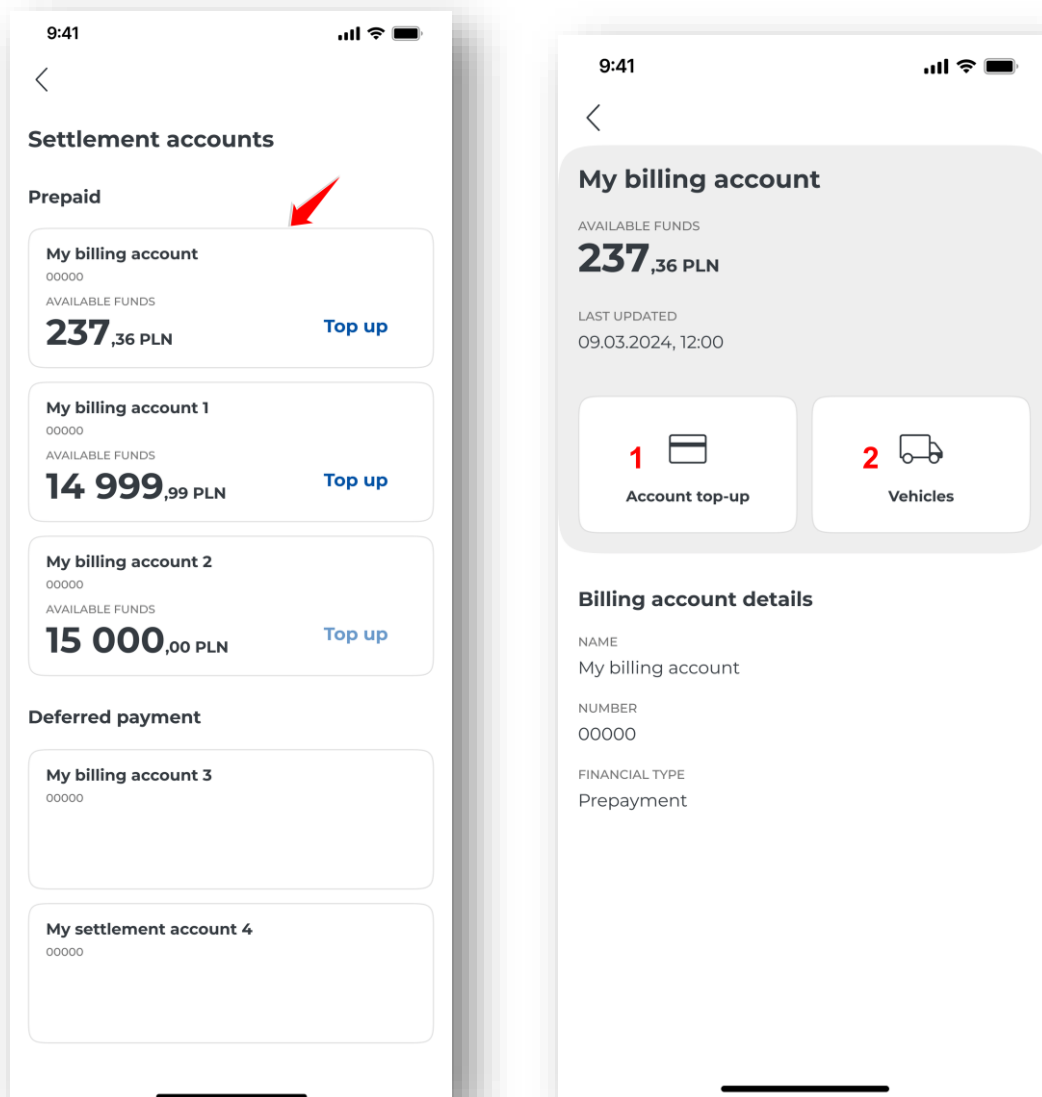 9:41
Settlement accounts
Prepaid
My billing account
00000
AVAILABLE FUNDS
237,36 PLN
Top up
My billing account 1
00000
AVAILABLE FUNDS
14 999,99 PLN
Top up
My billing account 2
00000
AVAILABLE FUNDS
15 000,00 PLN
Top up
Deferred payment
My billing account 3
00000
My settlement account 4
00000
9:41
My billing account
AVAILABLE FUNDS
237,36 PLN
LAST UPDATED
09.03.2024, 12:00
1
Account top-up
2
Vehicles
Billing account details
NAME
My billing account
NUMBER
00000
FINANCIAL TYPE
Prepayment